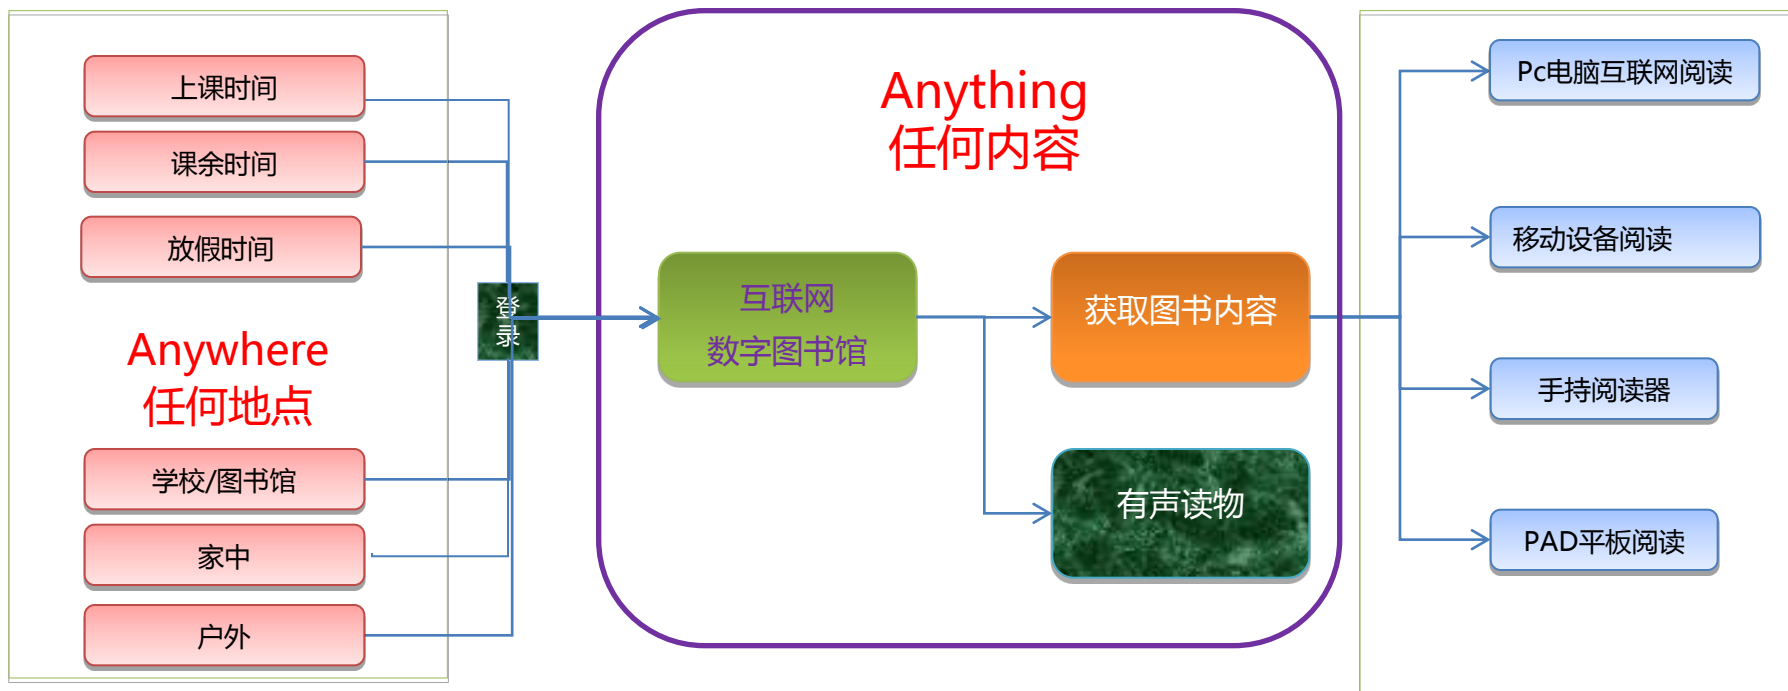 上课时间
课余时间
放假时间
Anywhere
任何地点
学校/图书馆
家中
户外
登
录
Anything
任何内容
互联网
数字图书馆
获取图书内容
有声读物
Pc电脑互联网阅读
移动设备阅读
手持阅读器
PAD平板阅读